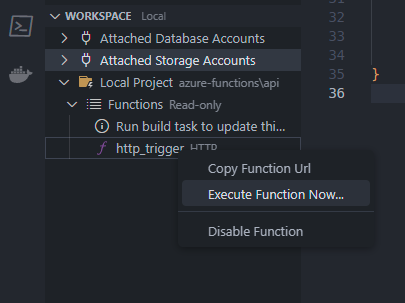 WORKSPACE Local
Attached Database Accounts
Attached Storage Accounts
Local Project azure-functions\api
Functions Read-only
Run build task to update thi...
http_trigger HTTP
Copy Function Url
Execute Function Now...
Disable Function
32
33
34
35 }
36